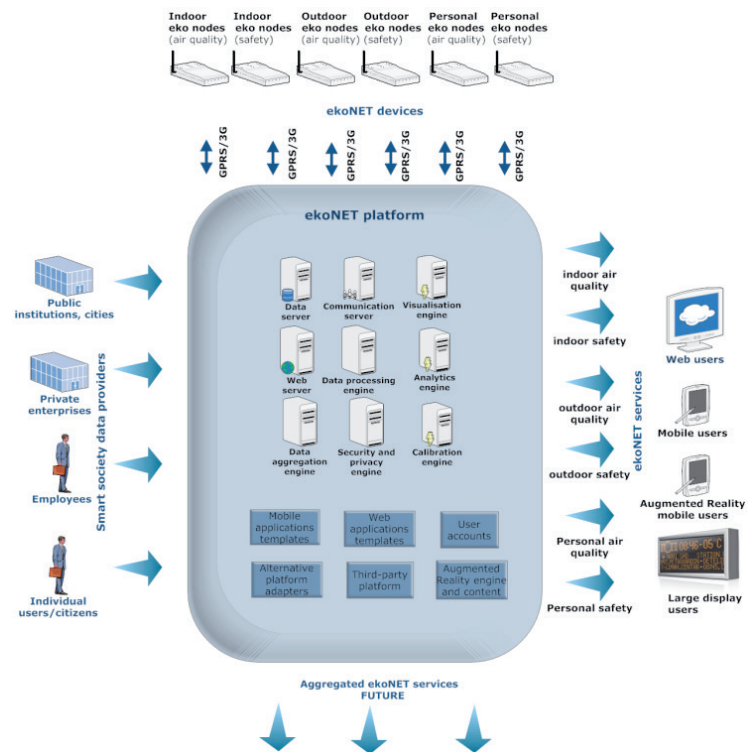 Indoor
eko nodes
(air quality)
Indoor
eko nodes
(safety)
Outdoor
eko nodes
(air quality)
Outdoor
eko nodes
(safety)
Personal
eko nodes
(air quality)
Personal
eko nodes
(safety)
ekoNET devices
GPRS/3G
GPRS/3G
GPRS/3G
GPRS/3G
GPRS/3G
GPRS/3G
ekoNET platform
Data
server
Communication
server
Visualisation
engine
Web
server
Data processing
engine
Analytics
engine
Data
aggregation
engine
Security and
privacy
engine
Calibration
engine
Mobile
applications
templates
Web
applications
templates
User
accounts
Alternative
platform
adapters
Third-party
platform
Augmented
Reality engine
and content
Smart society data providers
Public
institutions, cities
Private
enterprises
Employees
Individual
users/citizens
indoor air
quality
indoor safety
outdoor air
quality
outdoor safety
Personal air
quality
Personal safety
ekoNET services
Web users
Mobile users
Augmented Reality
mobile users
08:46-05°C
Large display
users
Aggregated ekoNET services
FUTURE